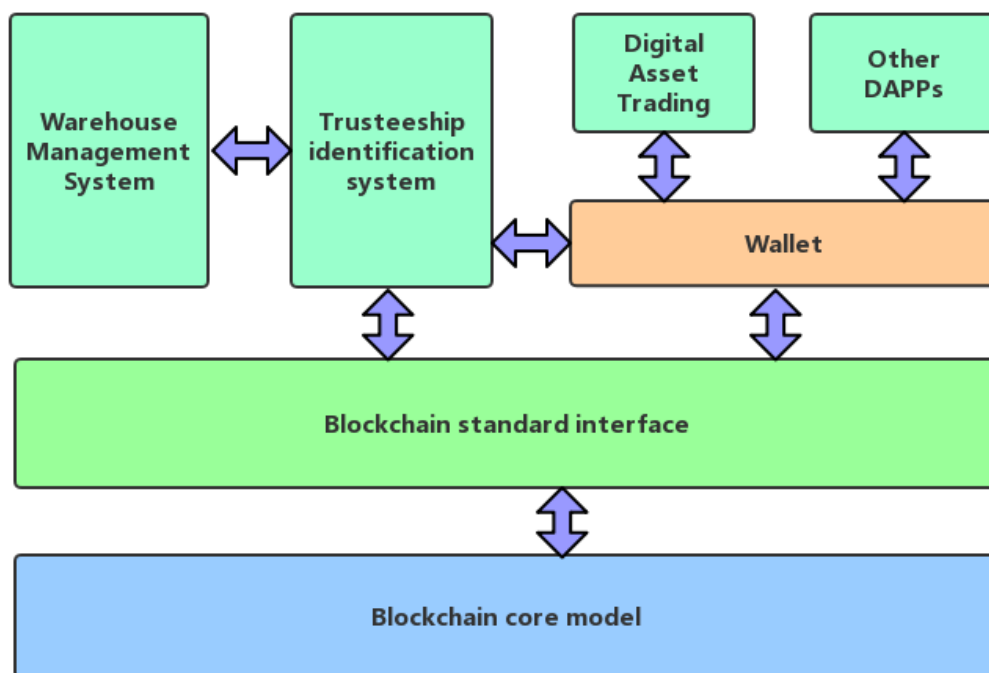 Warehouse
Management
System
Trusteeship
identification
system
Digital
Asset
Trading
Other
DAPPs
Wallet
Blockchain standard interface
Blockchain core model